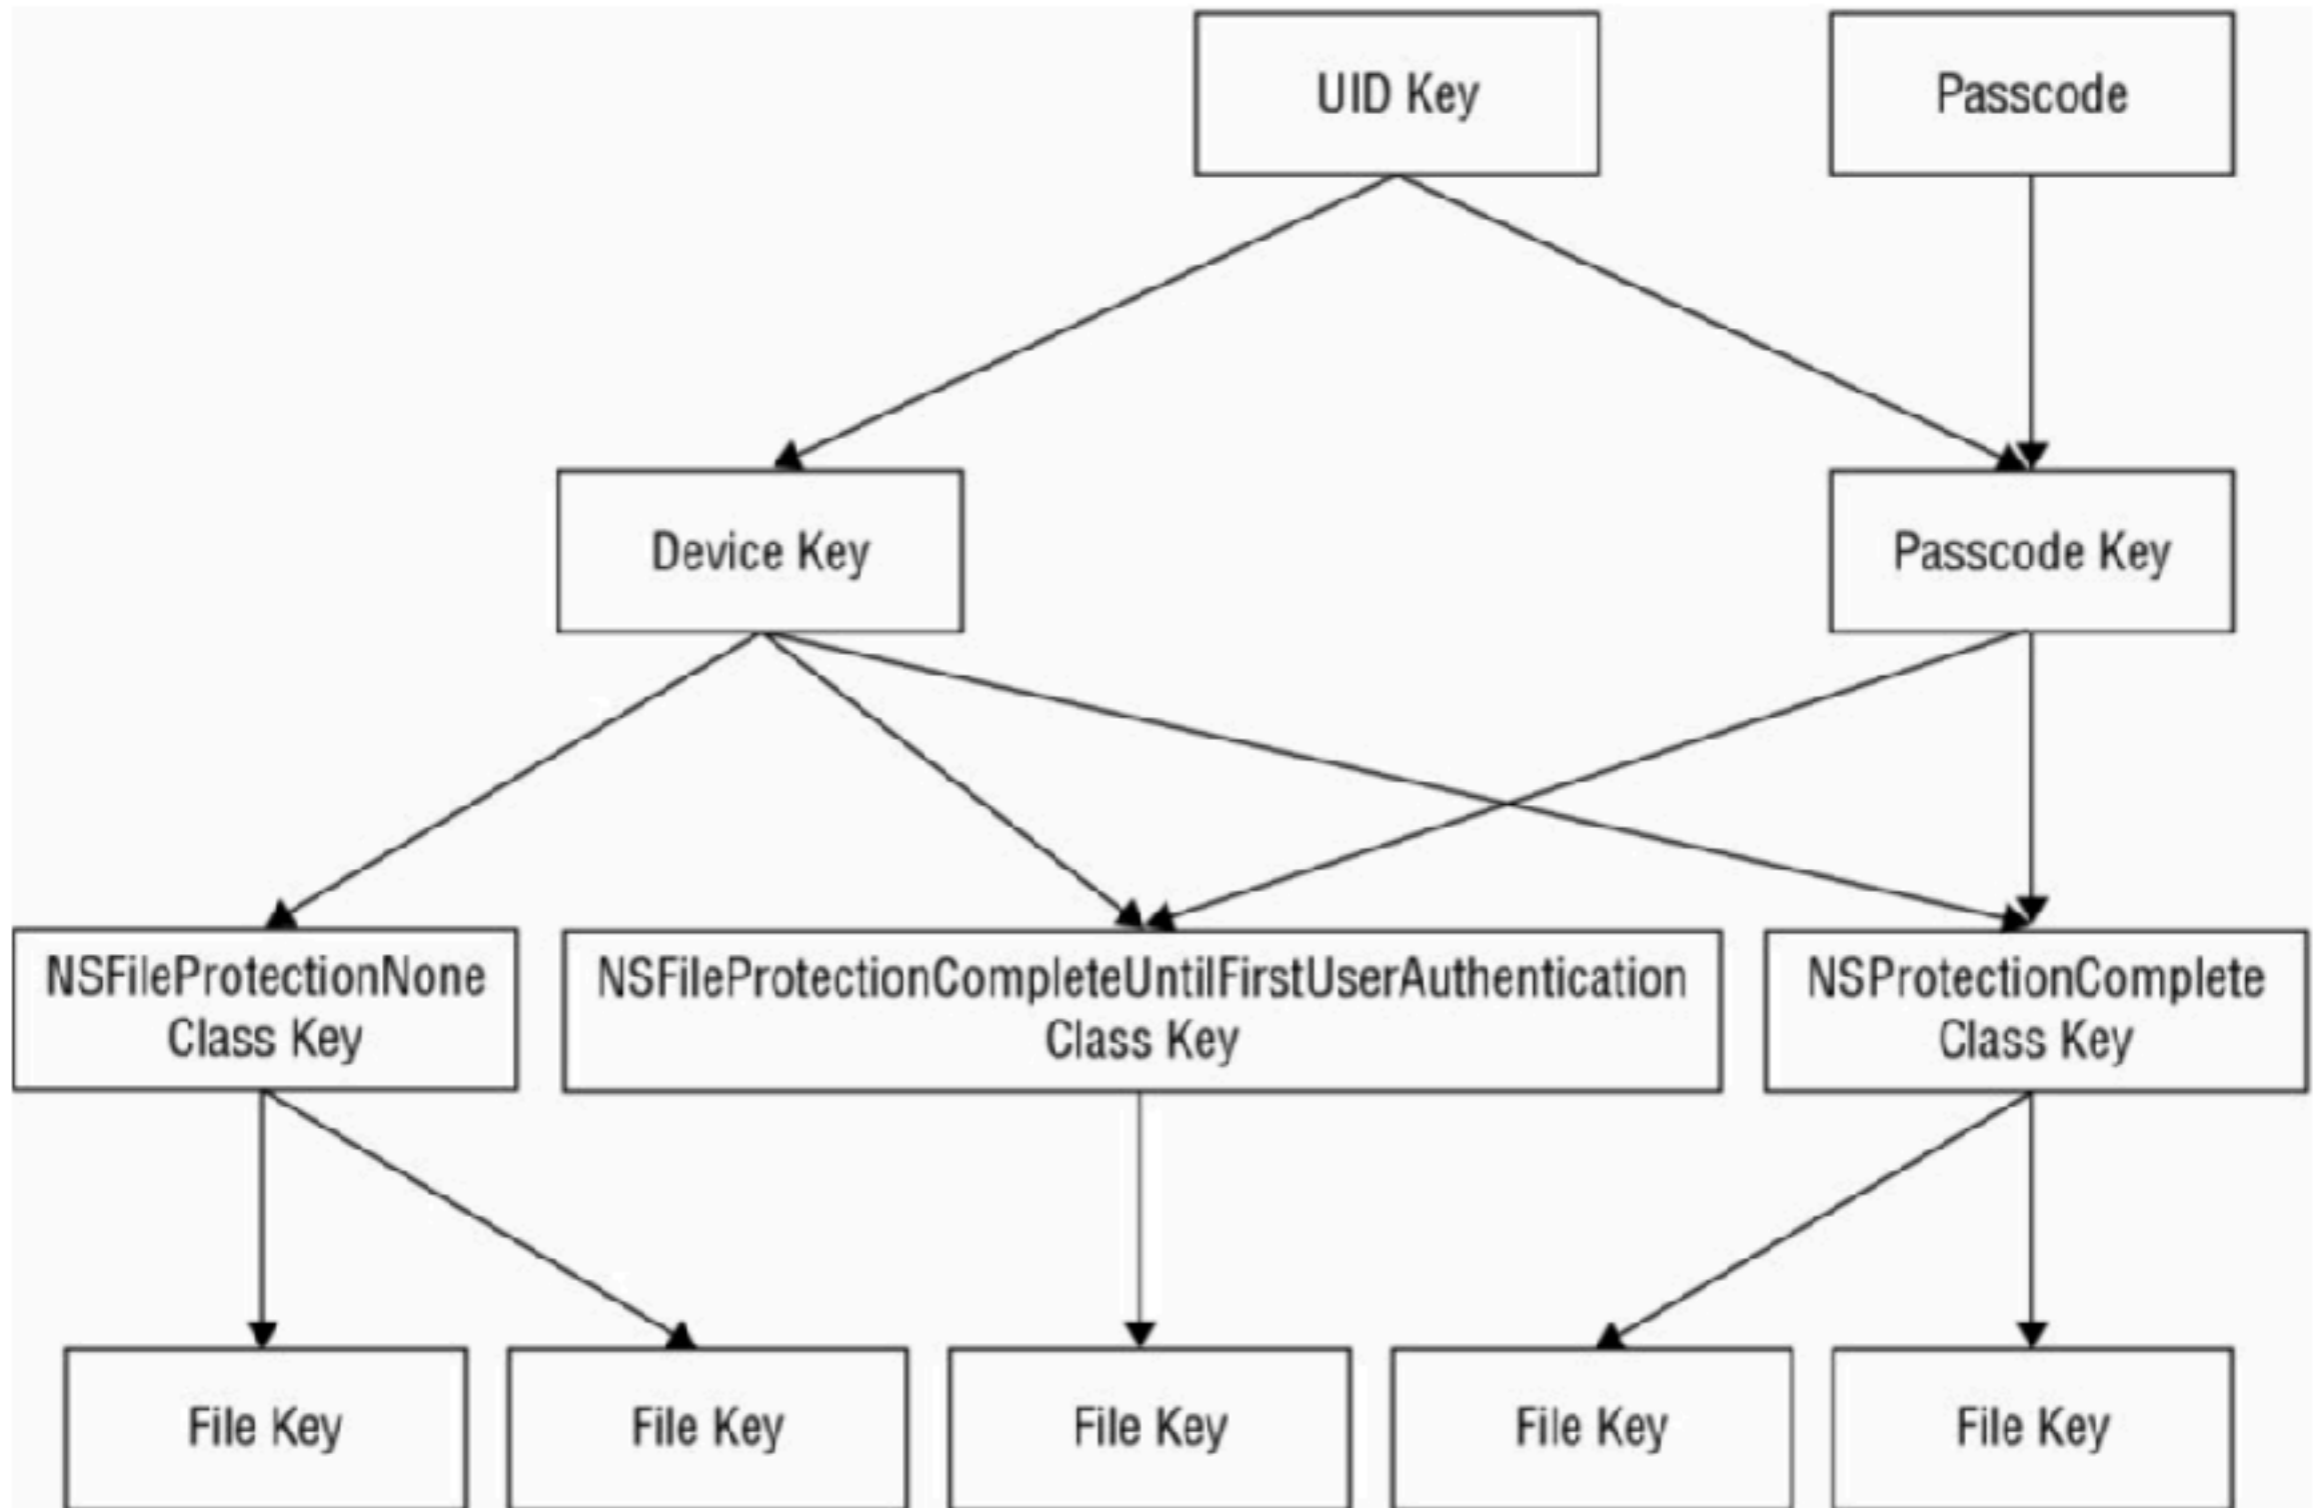 UID Key
Passcode
Device Key
Passcode Key
NSFileProtectionNone
Class Key
NSFileProtectionCompleteUntilFirstUserAuthentication
Class Key
NSProtectionComplete
Class Key
File Key
File Key
File Key
File Key
File Key